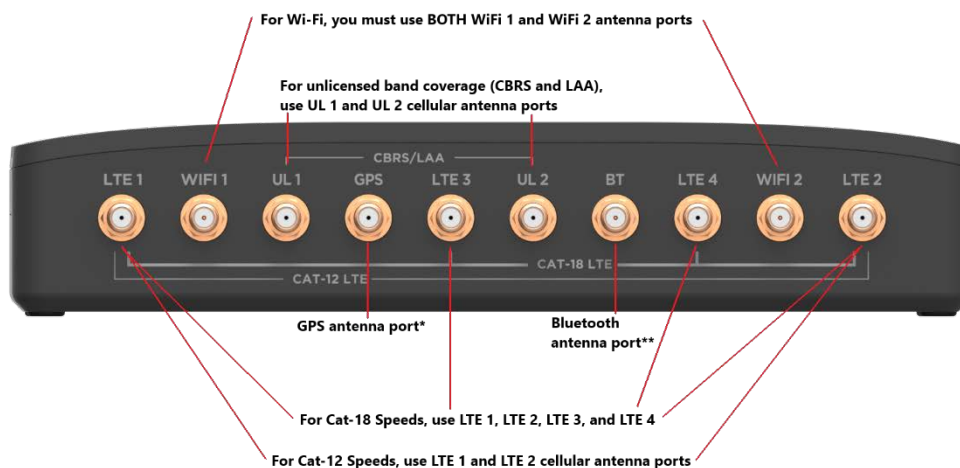 For Wi-Fi, you must use BOTH WiFi 1 and WiFi 2 antenna ports
For unlicensed band coverage (CBRS and LAA),
use UL 1 and UL 2 cellular antenna ports
CBRS/LAA
LTE 1 WIFI 1 UL 1 GPS LTE 3 UL 2 BT LTE 4 WIFI 2 LTE 2
CAT-18 LTE
CAT-12 LTE
GPS antenna port*
Bluetooth
antenna port**
For Cat-18 Speeds, use LTE 1, LTE 2, LTE 3, and LTE 4
For Cat-12 Speeds, use LTE 1 and LTE 2 cellular antenna ports